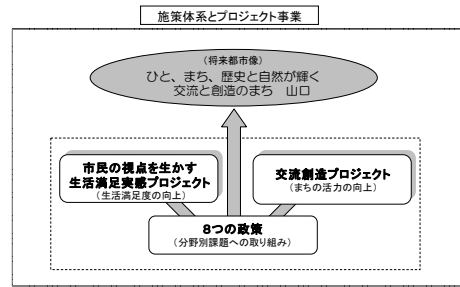 施策体系とプロジェクト事業
（将来都市像）
ひと、まち、歴史と自然が輝く
交流と創造のまち　山口
市民の視点を生かす
生活満足実感プロジェクト
（生活満足度の向上）
交流創造プロジェクト
（まちの活力の向上）
８つの政策
（分野別課題への取り組み）